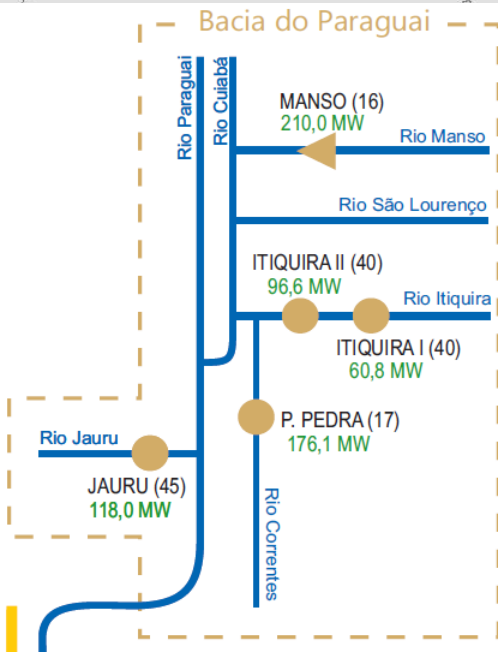 Bacia do Paraguai
Rio Paraguai
Rio Cuiabá
MANSO (16)
210,0 MW
Rio Manso
Rio São Lourenço
ITIQUIRA II (40)
96,6 MW
Rio Itiquira
ITIQUIRA I (40)
60,8 MW
P. PEDRA (17)
176,1 MW
Rio Jauru
JAURU (45)
118,0 MW
Rio Correntes